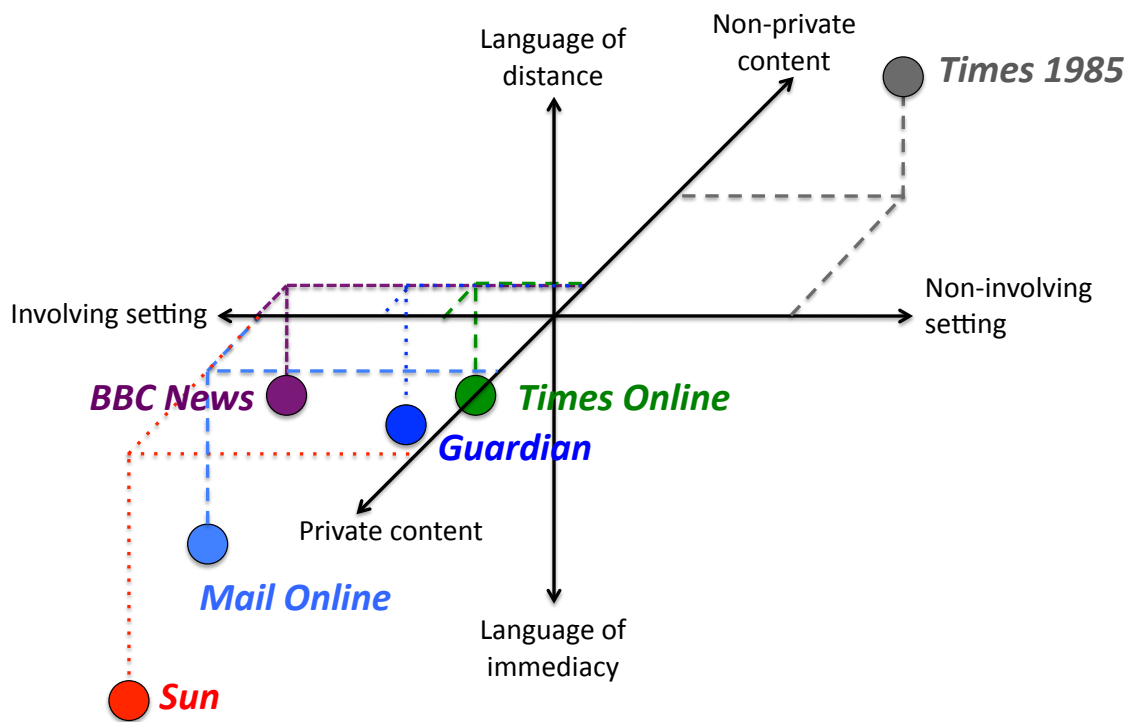 Language of
distance
Non-private
content
Times 1985
Involving setting
Non-involving
setting
BBC News
Times Online
Guardian
Private content
Mail Online
Language of
immediacy
Sun